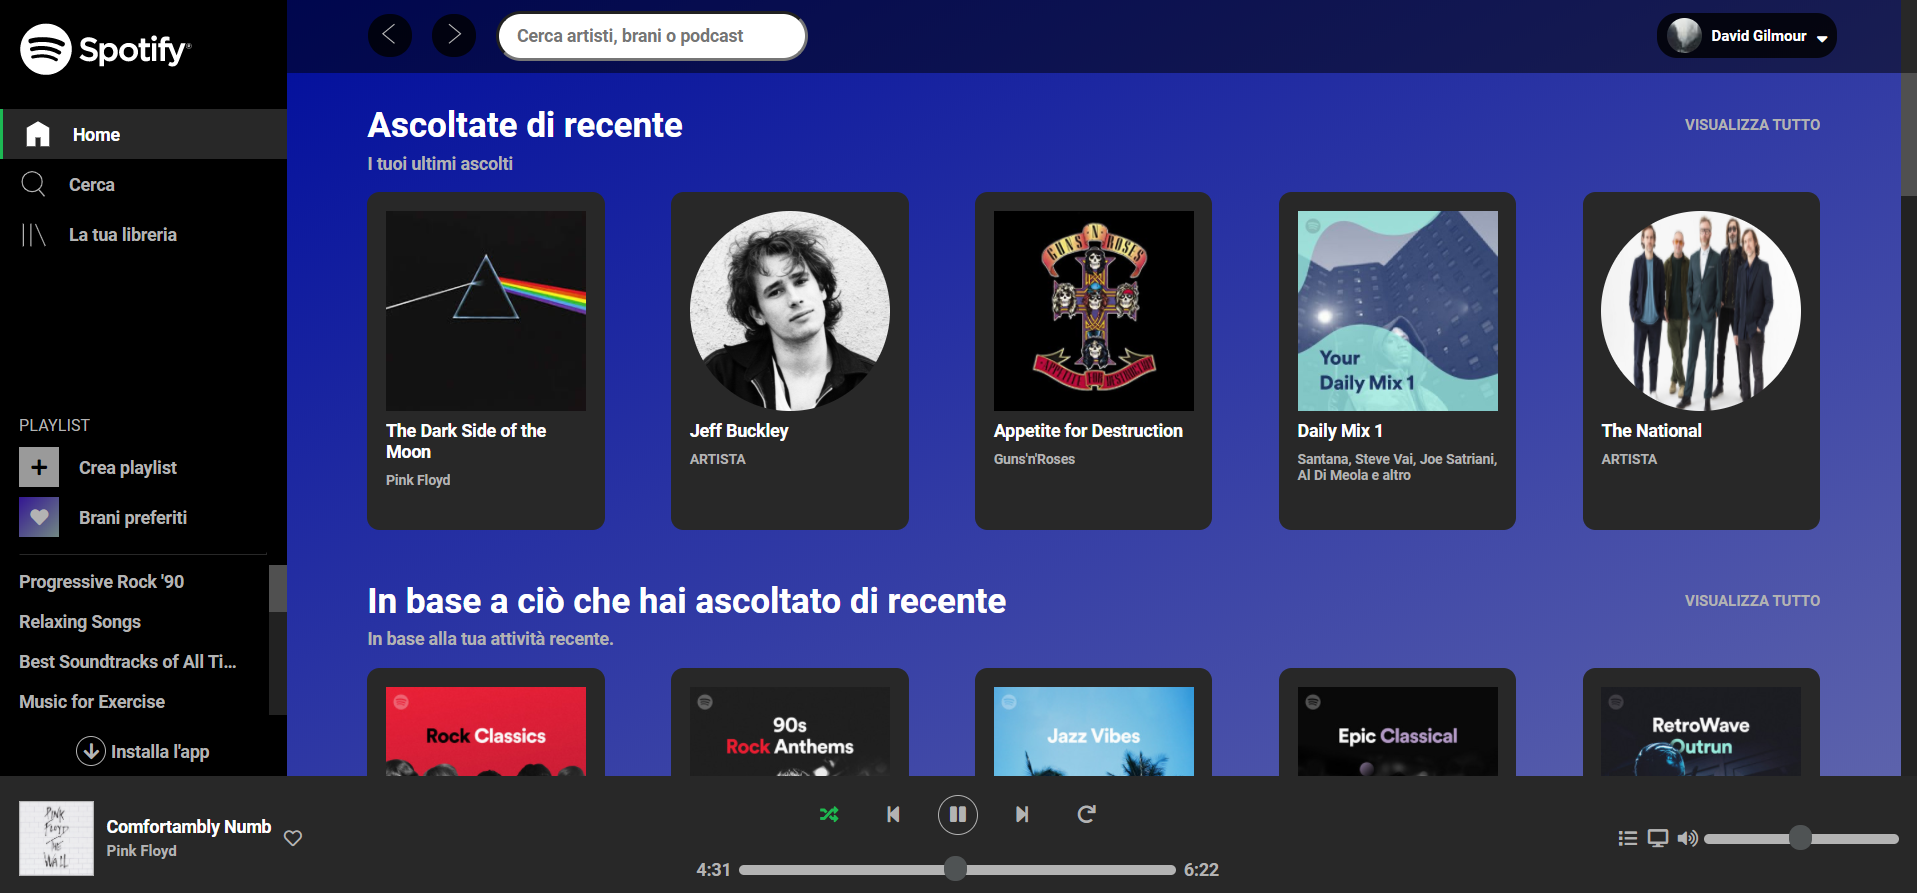 Spotify
Home
Cerca
La tua libreria
PLAYLIST
Crea playlist
Brani preferiti
Progressive Rock '90
Relaxing Songs
Best Soundtracks of All Ti...
Music for Exercise
Installa l'app
Cerca artisti, brani o podcast
David Gilmour
Ascoltate di recente
VISUALIZZA TUTTO
I tuoi ultimi ascolti
The Dark Side of the
Moon
Pink Floyd
Jeff Buckley
ARTISTA
GUNS N' ROSES
APPETITE FOR DESTRUCTION
Appetite for Destruction
Guns'n'Roses
Your
Daily Mix 1
Daily Mix 1
Santana, Steve Vai, Joe Satriani,
Al Di Meola e altro
The National
ARTISTA
In base a ciò che hai ascoltato di recente
VISUALIZZA TUTTO
In base alla tua attività recente.
Rock Classics
90s
Rock Anthems
Jazz Vibes
Epic Classical
RetroWave
Outrun
PINK
FLOYD
THE
WALL
Comfortambly Numb
Pink Floyd
4:31
6:22